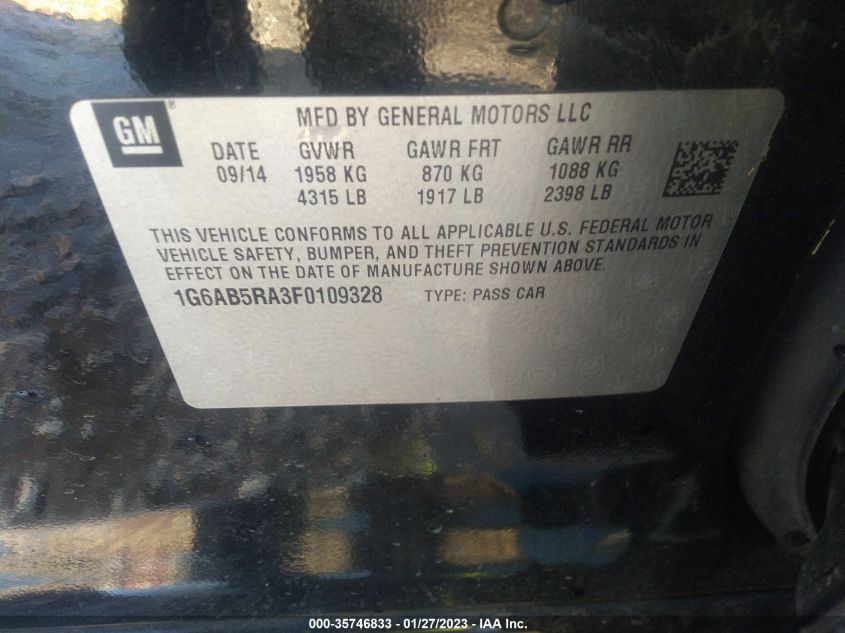 GM ®
MFD BY GENERAL MOTORS LLC
DATE GVWR GAWR FRT GAWR RR
09/14 1958 KG 870 KG 1088 KG
4315 LB 1917 LB 2398 LB
THIS VEHICLE CONFORMS TO ALL APPLICABLE U.S. FEDERAL MOTOR
VEHICLE SAFETY, BUMPER, AND THEFT PREVENTION STANDARDS IN
EFFECT ON THE DATE OF MANUFACTURE SHOWN ABOVE.
1G6AB5RA3F0109328 TYPE: PASS CAR
000-35746833 - 01/27/2023 - IAA Inc.